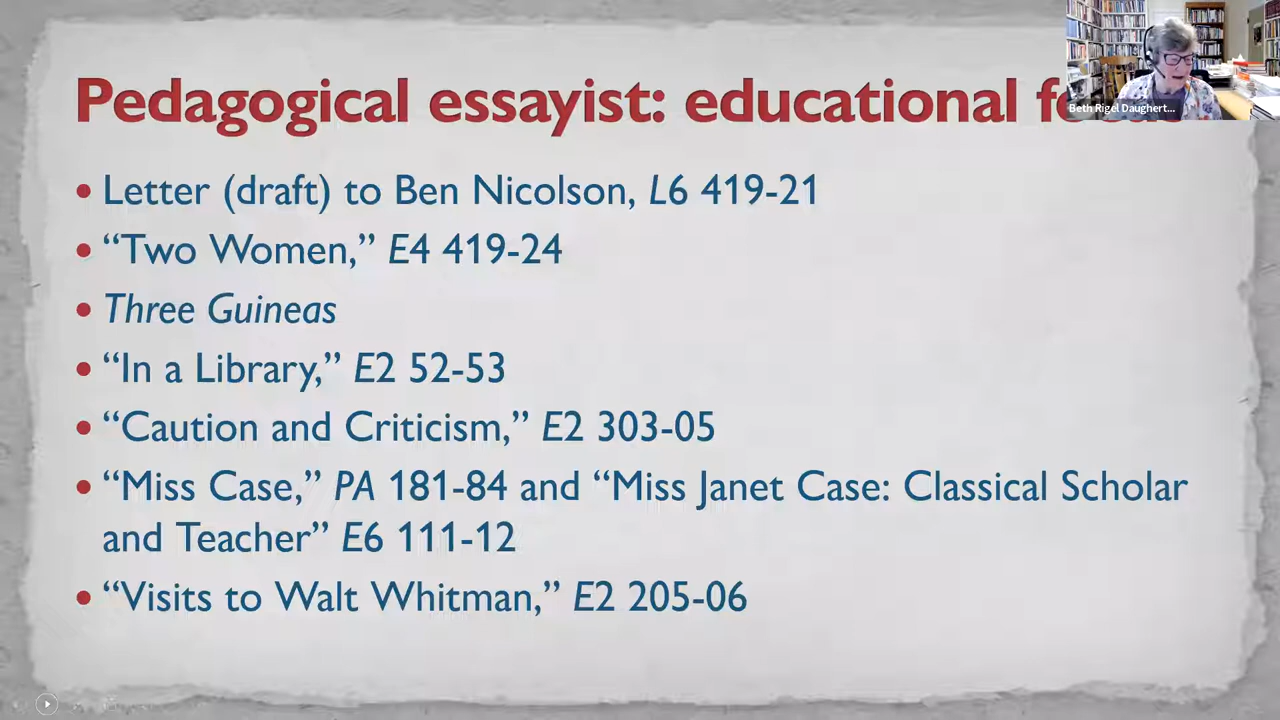 Pedagogical essayist: educational
Beth Rigel Daughert...
• Letter (draft) to Ben Nicolson, L6 419-21
• “Two Women,” E4 419-24
• Three Guineas
• “In a Library,” E2 52-53
• “Caution and Criticism,” E2 303-05
• “Miss Case,” PA 181-84 and “Miss Janet Case: Classical Scholar
and Teacher” E6 111-12
• “Visits to Walt Whitman,” E2 205-06